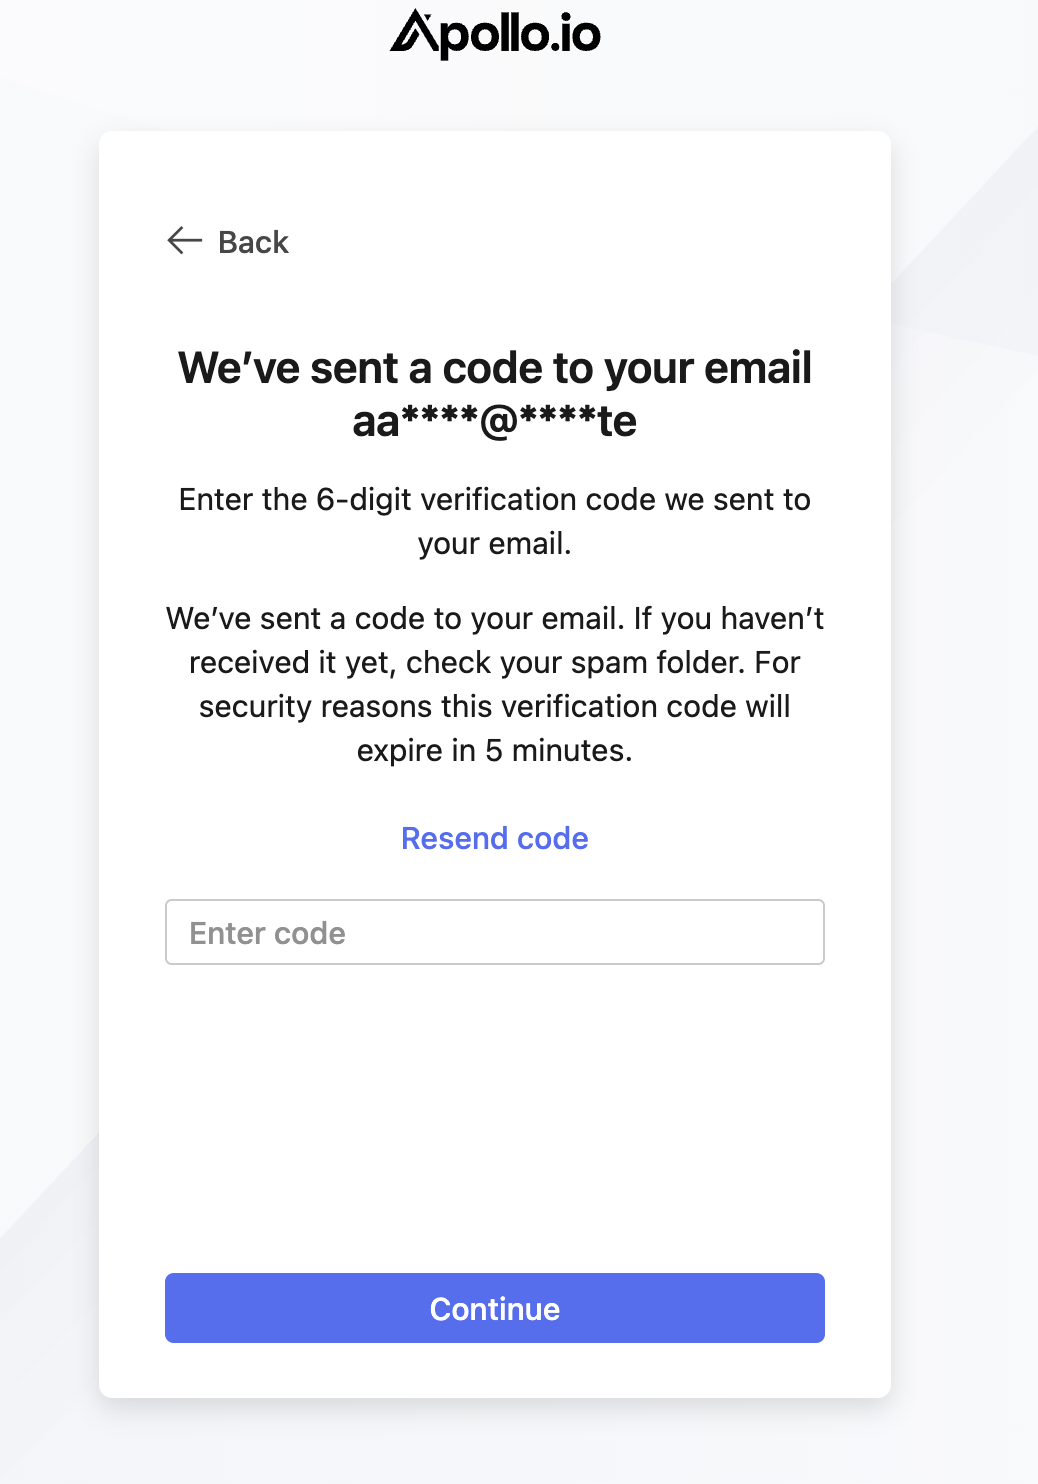 Apollo.io
Back
We’ve sent a code to your email
aa****@****te
Enter the 6-digit verification code we sent to
your email.
We’ve sent a code to your email. If you haven’t
received it yet, check your spam folder. For
security reasons this verification code will
expire in 5 minutes.
Resend code
Enter code
Continue